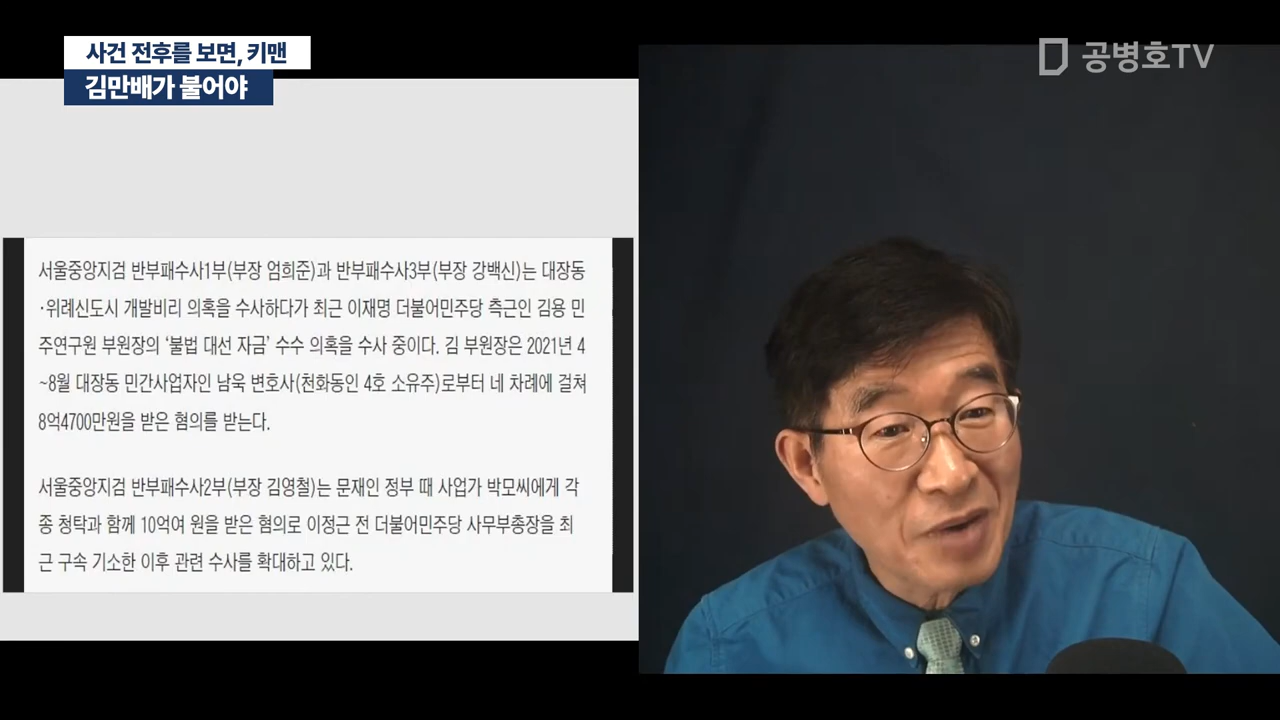 사건 전후를 보면, 키맨
김만배가 불어야
공병호TV
서울중앙지검 반부패수사1부(부장 엄희준)과 반부패수사3부(부장 강백신)는 대장동
·위례신도시 개발비리 의혹을 수사하다가 최근 이재명 더불어민주당 측근인 김용 민
주연구원 부원장의 ‘불법 대선 자금’ 수수 의혹을 수사 중이다. 김 부원장은 2021년 4
~8월 대장동 민간사업자인 남욱 변호사(천화동인 4호 소유주)로부터 네 차례에 걸쳐
8억4700만원을 받은 혐의를 받는다.
서울중앙지검 반부패수사2부(부장 김영철)는 문재인 정부 때 사업가 박모씨에게 각
종 청탁과 함께 10억여 원을 받은 혐의로 이정근 전 더불어민주당 사무부총장을 최
근 구속 기소한 이후 관련 수사를 확대하고 있다.